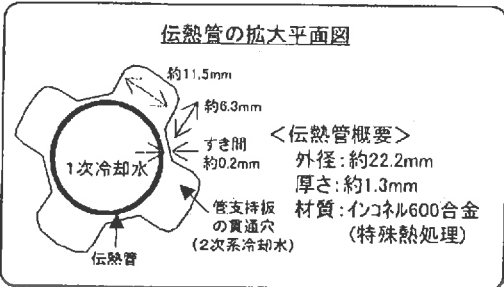 伝熱管の拡大平面図
約11.5mm
約6.3mm
すき間
約0.2mm
1次冷却水
管支持板
の貫通穴
(2次系冷却水)
伝熱管
<伝熱管概要>
外径:約22.2mm
厚さ:約1.3mm
材質:インコネル600合金
(特殊熱処理)